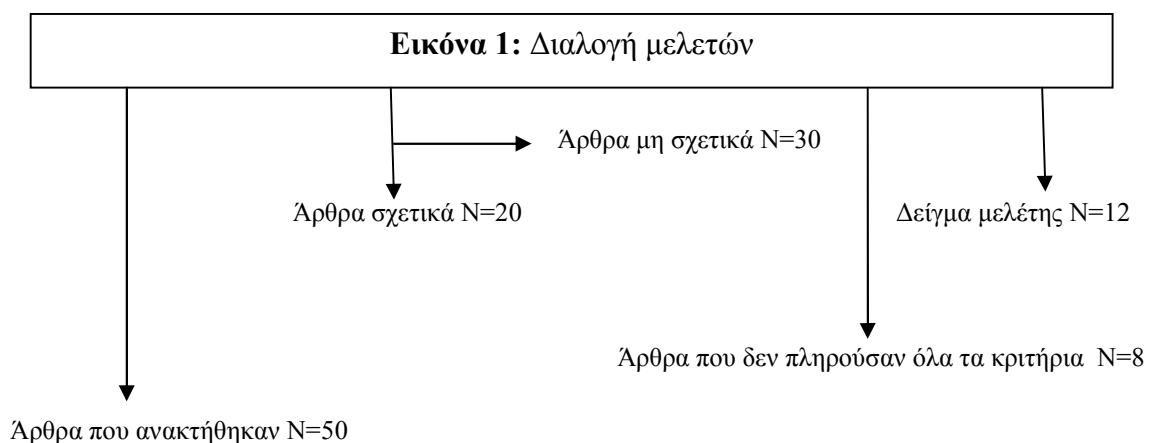 Εικόνα 1: Διαλογή μελετών
Άρθρα μη σχετικά Ν=30
Άρθρα σχετικά Ν=20
Δείγμα μελέτης Ν=12
Άρθρα που δεν πληρούσαν όλα τα κριτήρια Ν=8
Άρθρα που ανακτήθηκαν Ν=50